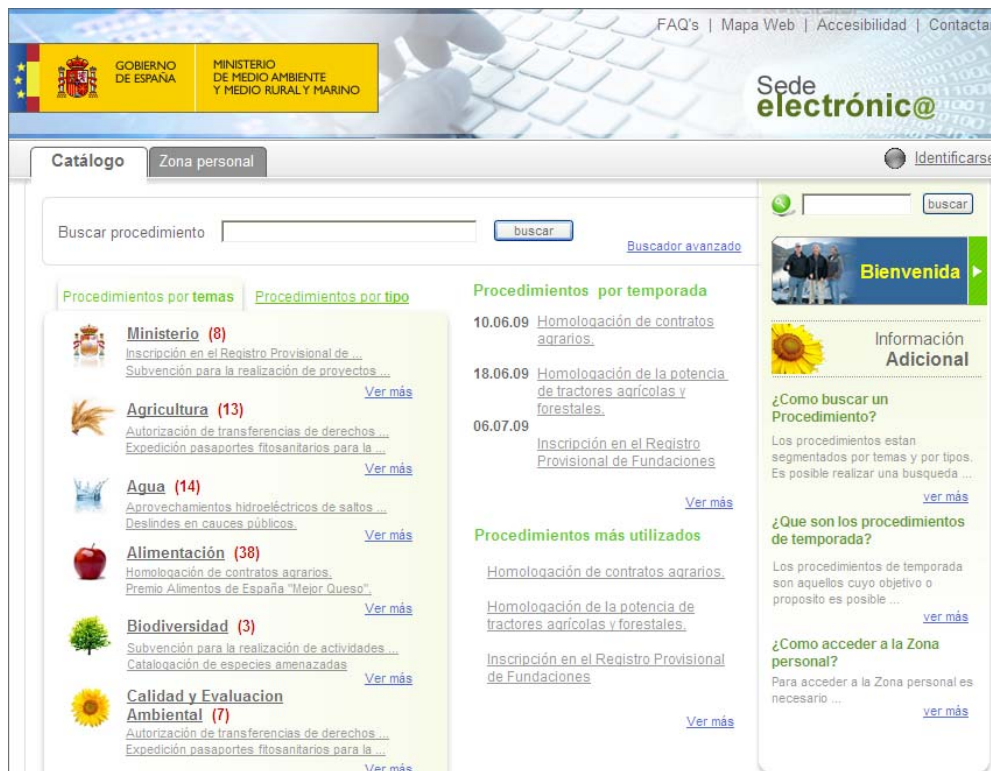 FAQ's | Mapa Web | Accesibilidad | Contactar
GOBIERNO
DE ESPAÑA
MINISTERIO
DE MEDIO AMBIENTE
Y MEDIO RURAL Y MARINO
Sede
electrónic@
Catálogo
Zona personal
Identificarse
Buscar procedimiento
buscar
Buscador avanzado
Procedimientos por temas
Procedimientos por tipo
Ministerio (8)
Inscripción en el Registro Provisional de ...
Subvención para la realización de proyectos ...
Ver más
Agricultura (13)
Autorización de transferencias de derechos ...
Expedición pasaportes fitosanitarios para la ...
Ver más
Agua (14)
Aprovechamientos hidroeléctricos de saltos ...
Deslindes en cauces públicos.
Ver más
Alimentación (38)
Homologación de contratos agrarios.
Premio Alimentos de España "Mejor Queso".
Ver más
Biodiversidad (3)
Subvención para la realización de actividades ...
Catalogación de especies amenazadas
Ver más
Calidad y Evaluacion
Ambiental (7)
Autorización de transferencias de derechos ...
Expedición pasaportes fitosanitarios para la ...
Ver más
Procedimientos por temporada
10.06.09 Homologación de contratos
agrarios.
18.06.09 Homologación de la potencia
de tractores agrícolas y
forestales.
06.07.09
Inscripción en el Registro
Provisional de Fundaciones
Ver más
Procedimientos más utilizados
Homologación de contratos agrarios.
Homologación de la potencia de
tractores agrícolas y forestales.
Inscripción en el Registro Provisional
de Fundaciones
Ver más
buscar
Bienvenida
Información
Adicional
¿Como buscar un
Procedimiento?
Los procedimientos estan
segmentados por temas y por tipos.
Es posible realizar una busqueda ...
ver más
¿Que son los procedimientos
de temporada?
Los procedimientos de temporada
son aquellos cuyo objetivo o
proposito es posible ...
ver más
¿Como acceder a la Zona
personal?
Para acceder a la Zona personal es
necesario ...
ver más